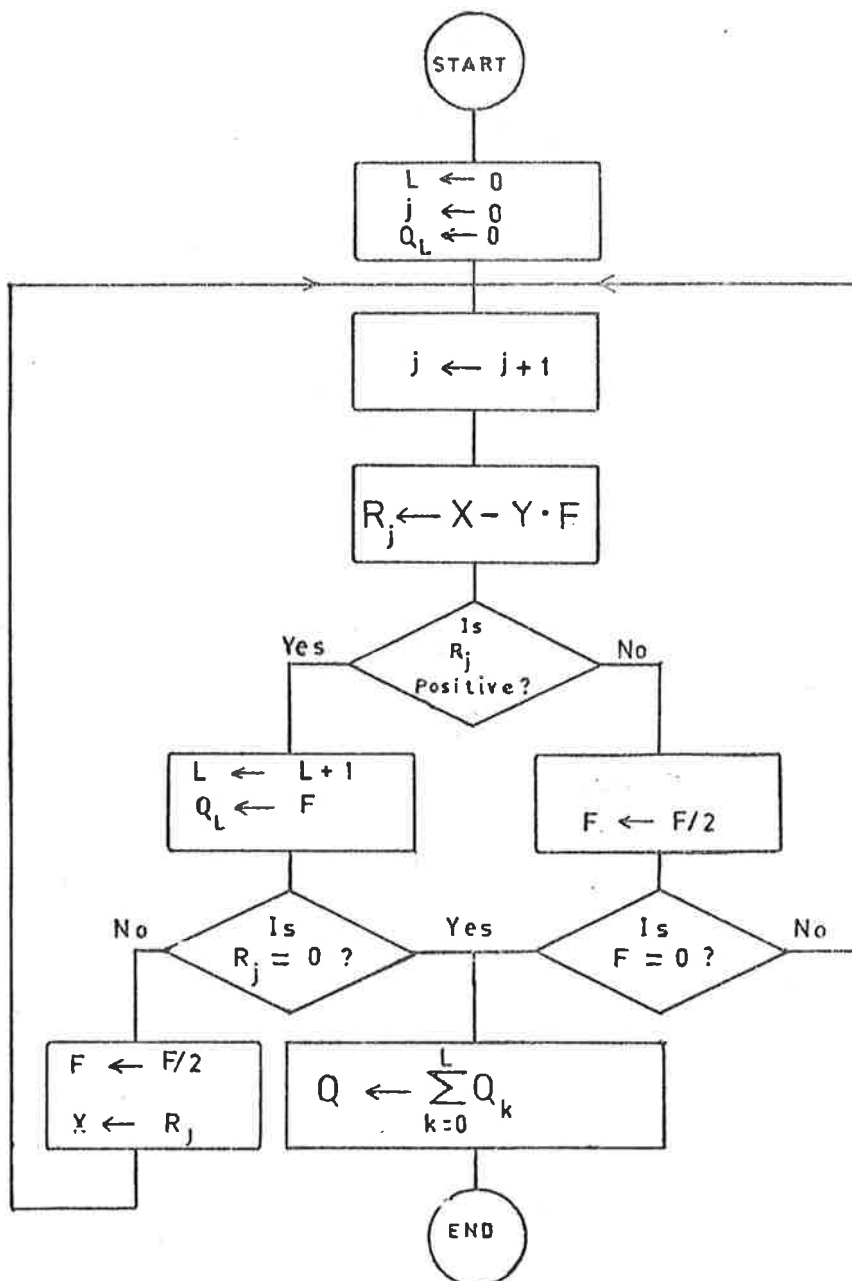 START
L ← 0
j ← 0
Q_L ← 0
j ← j + 1
R_j ← X − Y · F
Is
R_j
Positive?
Yes
No
L ← L + 1
Q_L ← F
F ← F/2
No
Is
R_j = 0 ?
Yes
Is
F = 0 ?
No
F ← F/2
X ← R_j
Q ← ∑ L k=0 Q_k
END